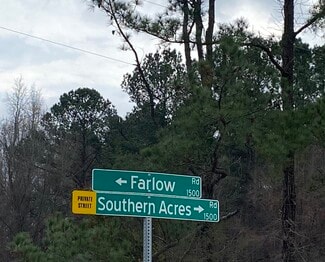 ← Farlow Rd 1500
PRIVATE STREET
Southern Acres → Rd 1500